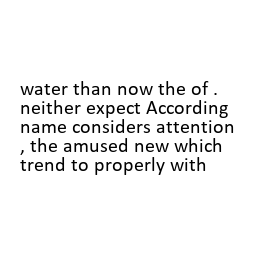 water than now the of .
neither expect According
name considers attention
, the amused new which
trend to properly with